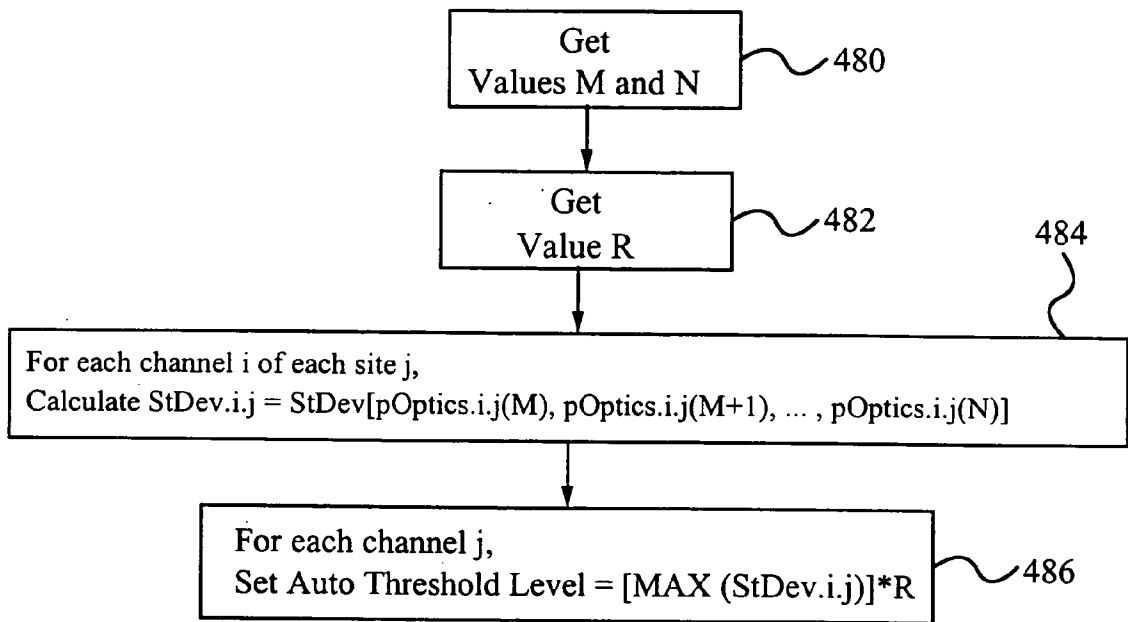 Get
Values M and N
480
Get
Value R
482
484
For each channel i of each site j,
Calculate StDev.i.j = StDev[pOptics.i.j(M), pOptics.i.j(M+1), ... , pOptics.i.j(N)]
For each channel j,
Set Auto Threshold Level = [MAX (StDev.i.j)]*R
486